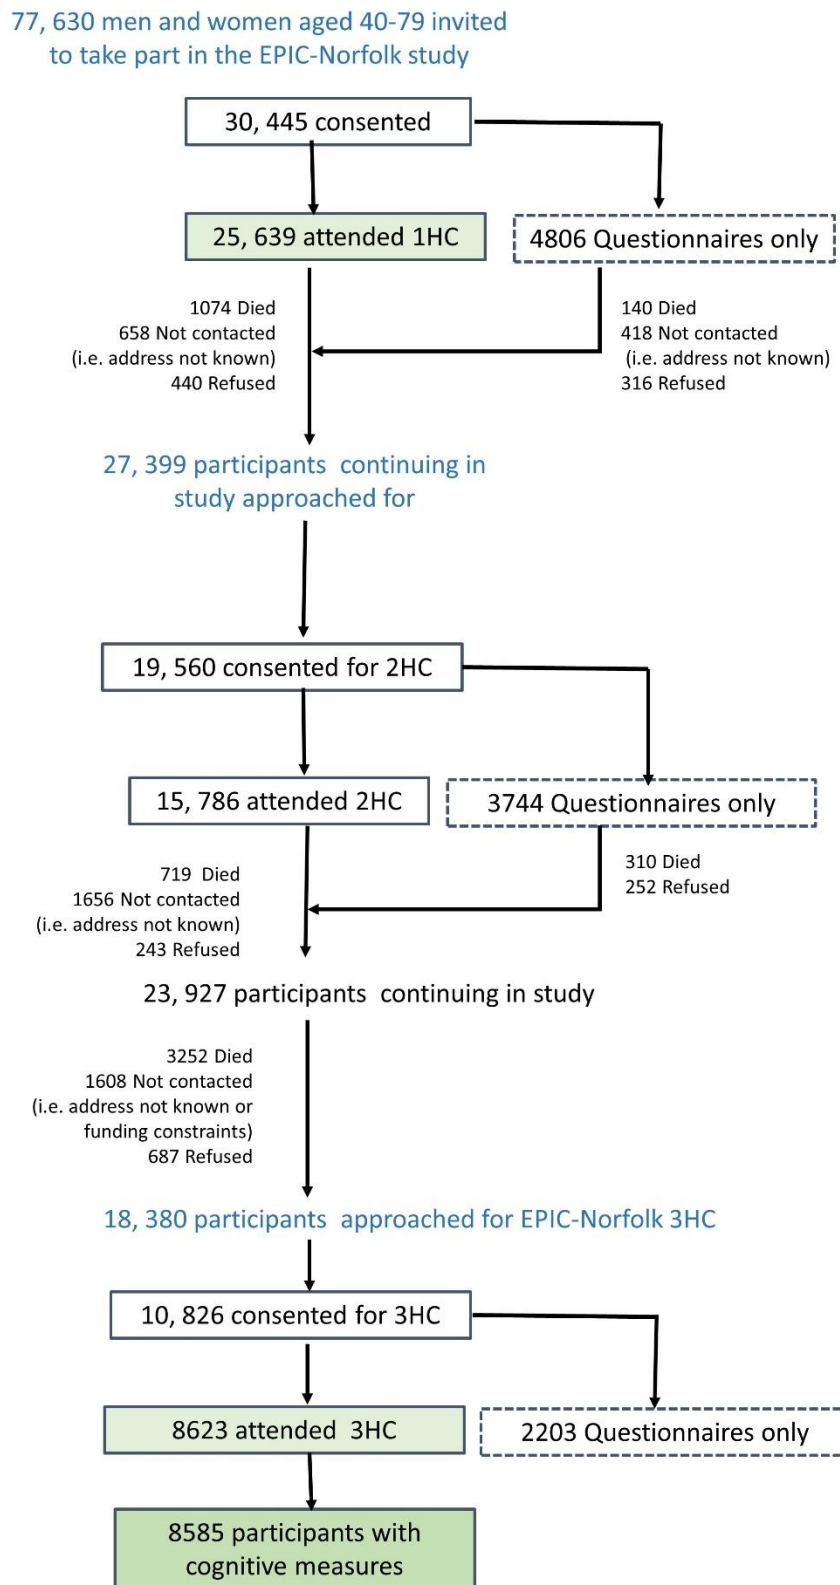 77, 630 men and women aged 40-79 invited
to take part in the EPIC-Norfolk study
30, 445 consented
25, 639 attended 1HC
4806 Questionnaires only
1074 Died
658 Not contacted
(i.e. address not known)
440 Refused
140 Died
418 Not contacted
(i.e. address not known)
316 Refused
27, 399 participants continuing in
study approached for
19, 560 consented for 2HC
15, 786 attended 2HC
3744 Questionnaires only
719 Died
1656 Not contacted
(i.e. address not known)
243 Refused
310 Died
252 Refused
23, 927 participants continuing in study
3252 Died
1608 Not contacted
(i.e. address not known or
funding constraints)
687 Refused
18, 380 participants approached for EPIC-Norfolk 3HC
10, 826 consented for 3HC
8623 attended 3HC
2203 Questionnaires only
8585 participants with
cognitive measures